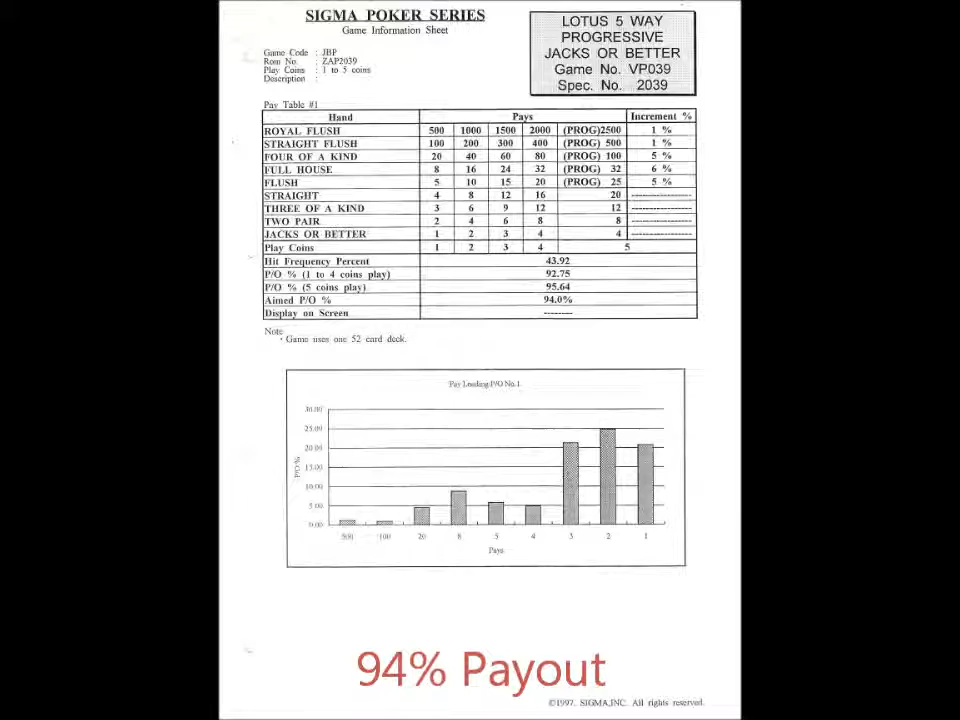 SIGMA POKER SERIES
Game Information Sheet
LOTUS 5 WAY
PROGRESSIVE
JACKS OR BETTER
Game No. VP039
Spec. No. 2039
Game Code : JBP
Rom No. : ZAP2039
Play Coins : 1 to 5 coins
Description :
Pay Table #1
Hand Pays Increment %
ROYAL FLUSH 500 1000 1500 2000 (PROG)2500 1 %
STRAIGHT FLUSH 100 200 300 400 (PROG) 500 1 %
FOUR OF A KIND 20 40 60 80 (PROG) 100 5 %
FULL HOUSE 8 16 24 32 (PROG) 32 6 %
FLUSH 5 10 15 20 (PROG) 25 5 %
STRAIGHT 4 8 12 16 20 ---------------
THREE OF A KIND 3 6 9 12 12 ---------------
TWO PAIR 2 4 6 8 8 ---------------
JACKS OR BETTER 1 2 3 4 4 ---------------
Play Coins 1 2 3 4 5
Hit Frequency Percent 43.92
P/O % (1 to 4 coins play) 92.75
P/O % (5 coins play) 95.64
Aimed P/O % 94.0%
Display on Screen --------
Note
・Game uses one 52 card deck.
Pay Loading P/O No.1
30.00
25.00
20.00
15.00
10.00
5.00
0.00
P/O %
500 100 20 8 5 4 3 2 1
Pays
94% Payout
©1997. SIGMA,INC. All rights reserved.